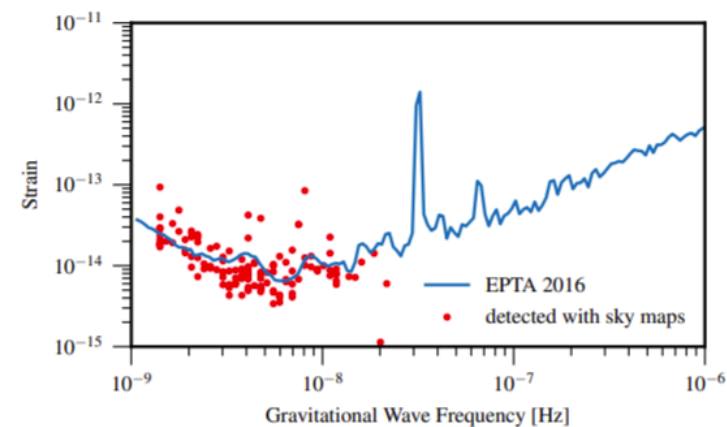 10⁻¹¹
10⁻¹²
10⁻¹³
10⁻¹⁴
10⁻¹⁵
Strain
EPTA 2016
detected with sky maps
10⁻⁹ 10⁻⁸ 10⁻⁷ 10⁻⁶
Gravitational Wave Frequency [Hz]